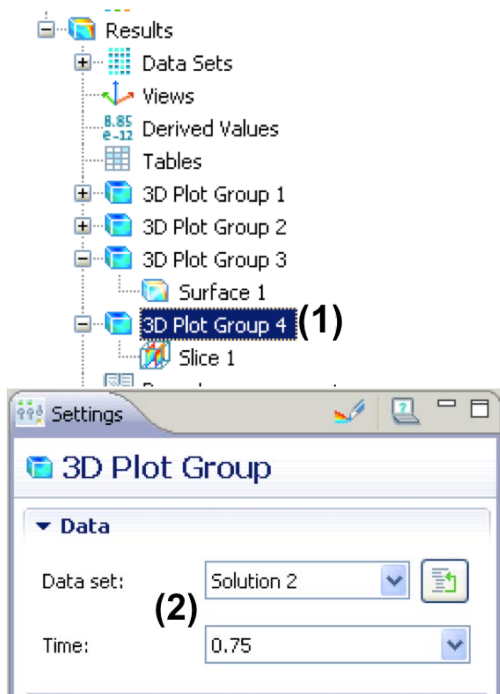 Results
Data Sets
Views
8.85
e-12 Derived Values
Tables
3D Plot Group 1
3D Plot Group 2
3D Plot Group 3
Surface 1
3D Plot Group 4 (1)
Slice 1
Settings
3D Plot Group
Data
Data set: Solution 2
(2)
Time: 0.75